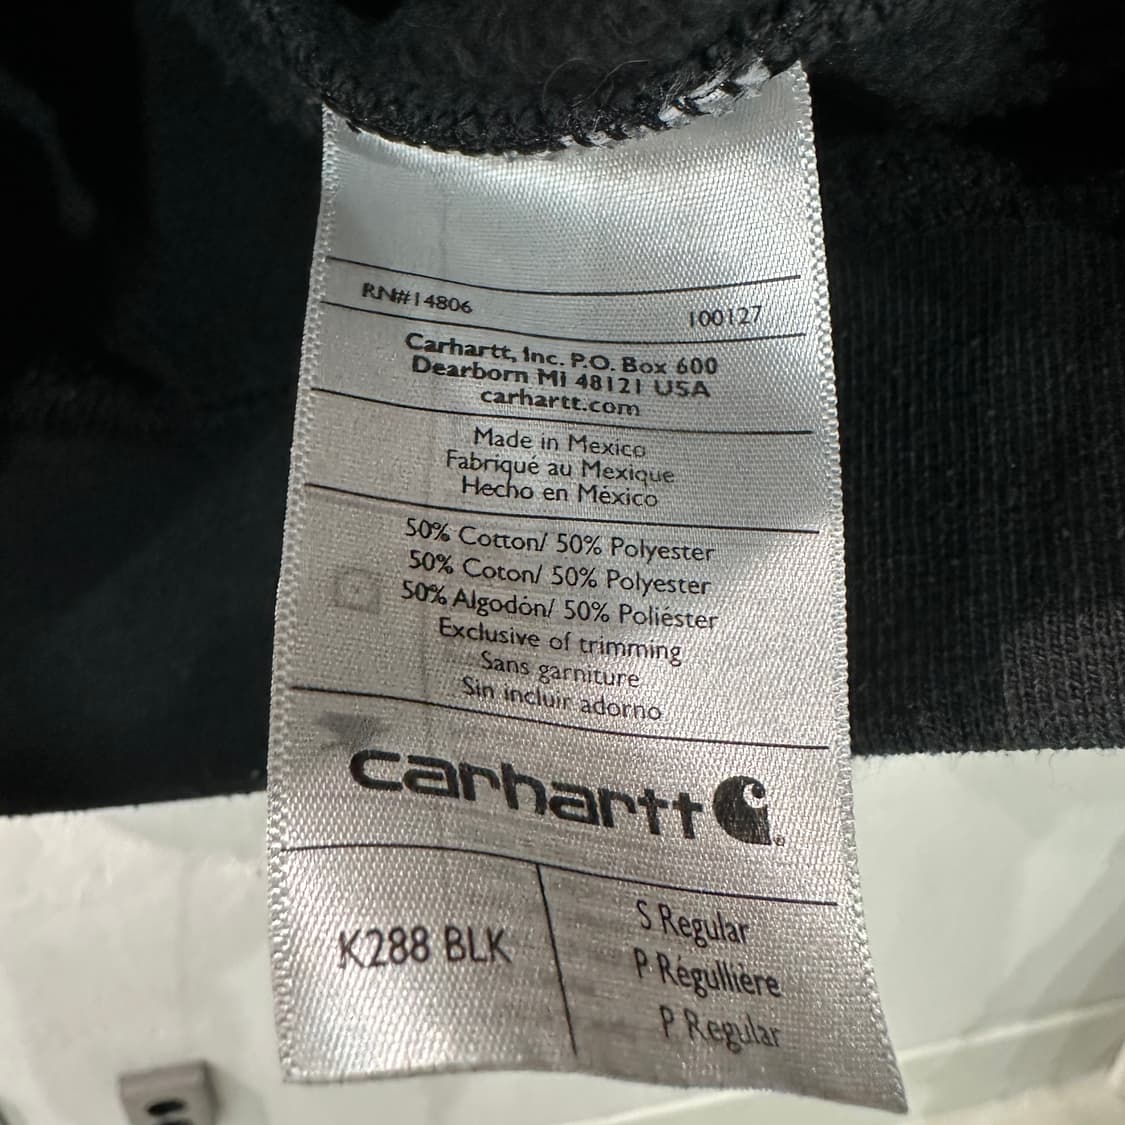 RN#14806 100127
Carhartt, Inc. P.O. Box 600
Dearborn MI 48121 USA
carhartt.com
Made in Mexico
Fabriqué au Mexique
Hecho en México
50% Cotton/ 50% Polyester
50% Coton/ 50% Polyester
50% Algodón/ 50% Poliéster
Exclusive of trimming
Sans garniture
Sin incluir adorno
carhartt
K288 BLK
S Regular
P Régullière
P Regular